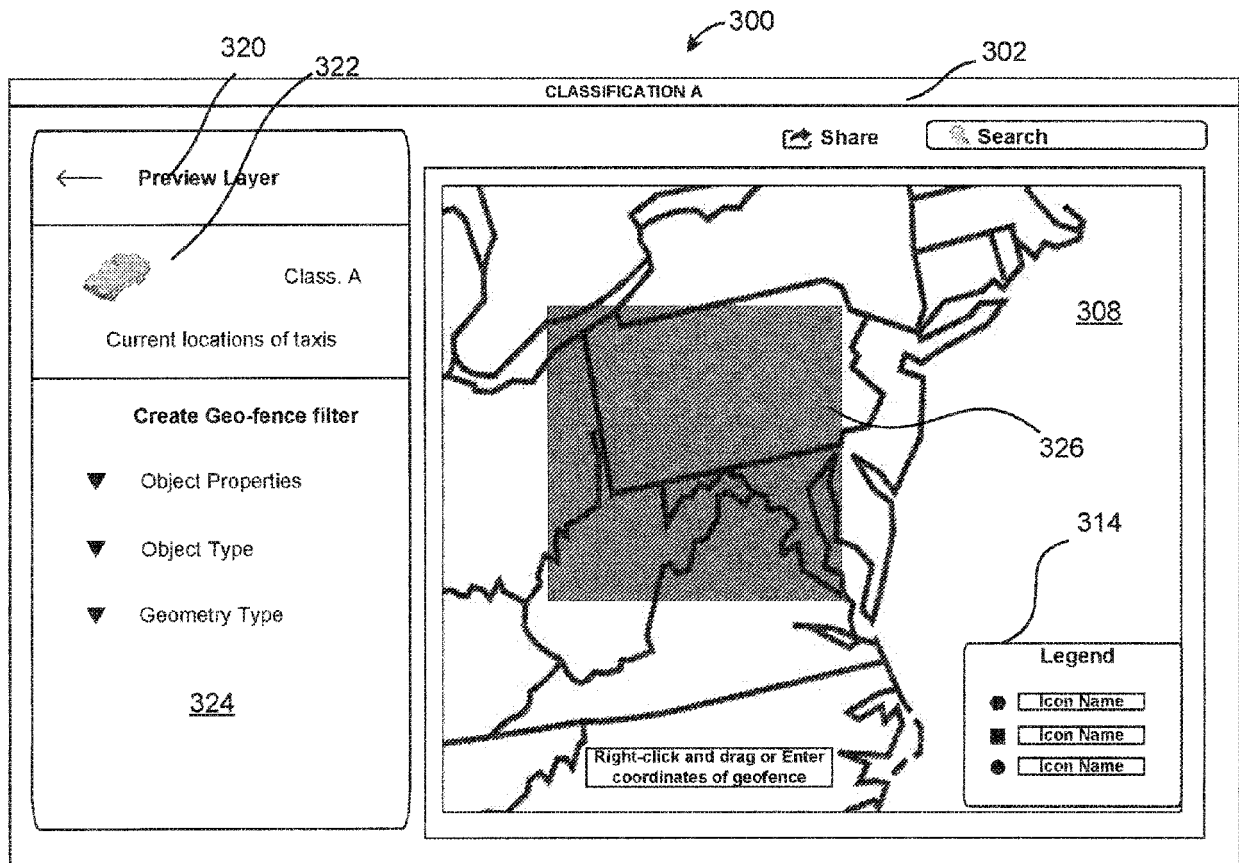 300
320
322
302
CLASSIFICATION A
Share
Search
Preview Layer
Class. A
Current locations of taxis
308
Create Geo-fence filter
326
Object Properties
Object Type
314
Geometry Type
324
Legend
Icon Name
Icon Name
Icon Name
Right-click and drag or Enter
coordinates of geofence